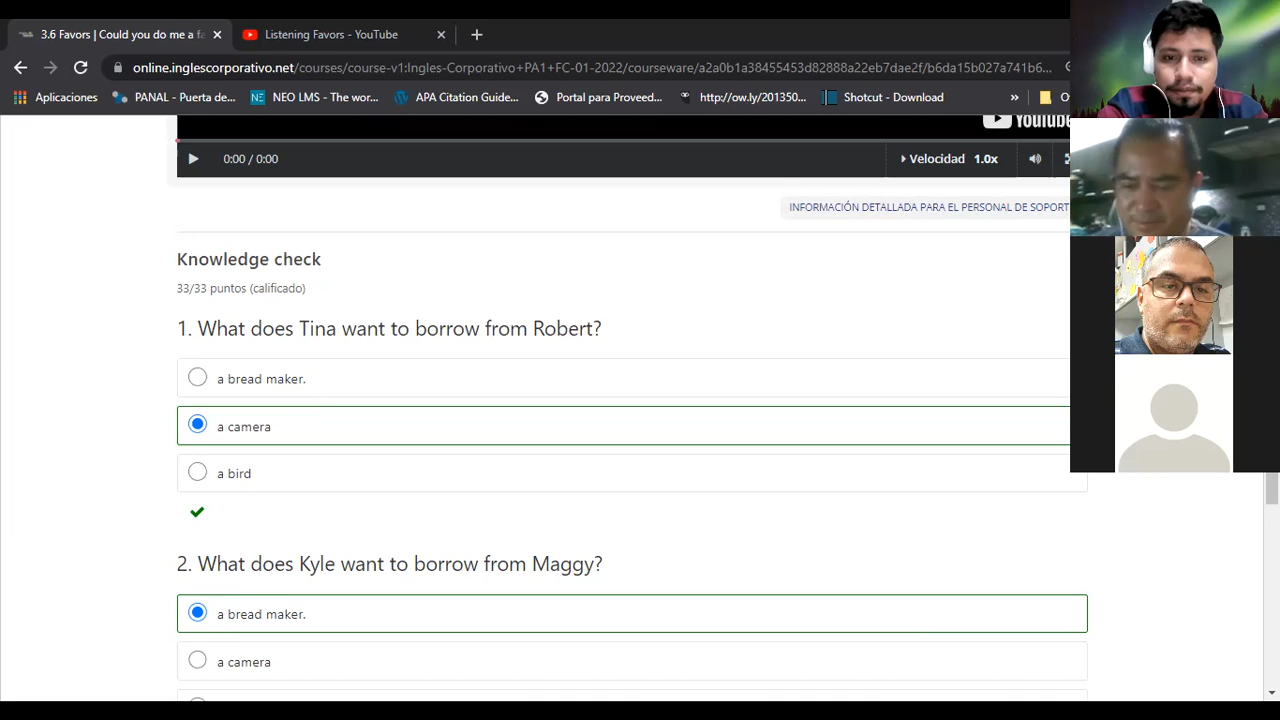 3.6 Favors | Could you do me a fa
Listening Favors - YouTube
online.inglescorporativo.net/courses/course-v1:Ingles-Corporativo+PA1+FC-01-2022/courseware/a2a0b1a38455453d82888a22eb7dae2f/b6da15b027a741b6...
Aplicaciones
PANAL - Puerta de...
NEO LMS - The wor...
APA Citation Guide...
Portal para Proveed...
http://ow.ly/201350...
Shotcut - Download
»
YouTube
0:00 / 0:00
Velocidad 1.0x
INFORMACIÓN DETALLADA PARA EL PERSONAL DE SOPORT
Knowledge check
33/33 puntos (calificado)
1. What does Tina want to borrow from Robert?
a bread maker.
a camera
a bird
2. What does Kyle want to borrow from Maggy?
a bread maker.
a camera